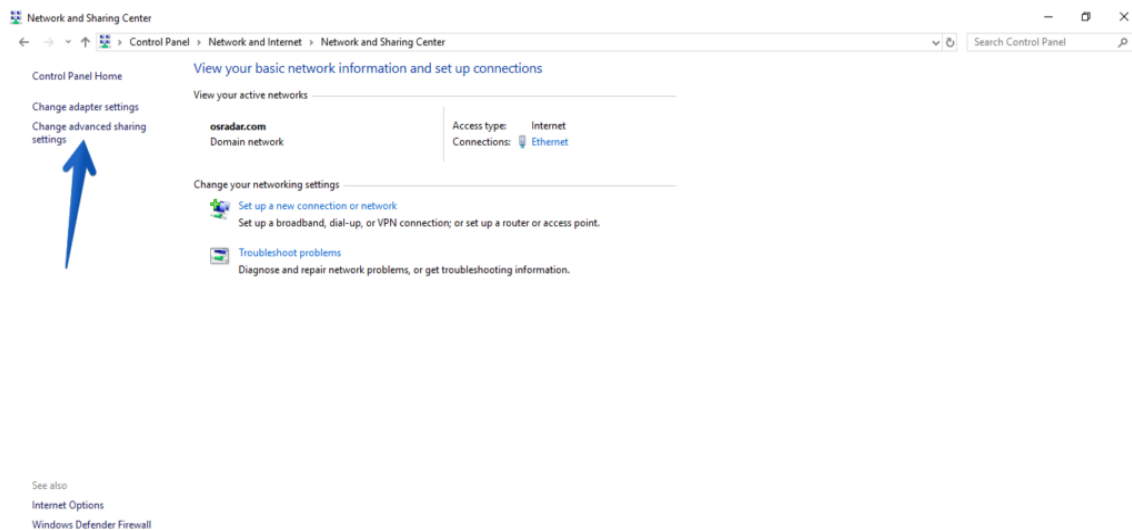 Network and Sharing Center
Control Panel > Network and Internet > Network and Sharing Center
Search Control Panel
Control Panel Home
Change adapter settings
Change advanced sharing
settings
View your basic network information and set up connections
View your active networks
osradar.com
Domain network
Access type: Internet
Connections: Ethernet
Change your networking settings
Set up a new connection or network
Set up a broadband, dial-up, or VPN connection; or set up a router or access point.
Troubleshoot problems
Diagnose and repair network problems, or get troubleshooting information.
See also
Internet Options
Windows Defender Firewall